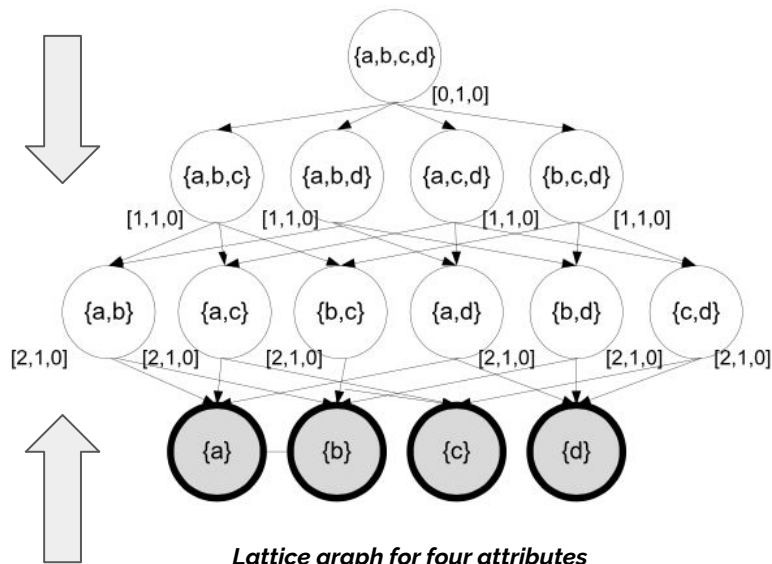 {a,b,c,d}
[0,1,0]
{a,b,c} {a,b,d} {a,c,d} {b,c,d}
[1,1,0] [1,1,0] [1,1,0] [1,1,0]
{a,b} {a,c} {b,c} {a,d} {b,d} {c,d}
[2,1,0] [2,1,0] [2,1,0] [2,1,0] [2,1,0] [2,1,0]
{a} {b} {c} {d}
Lattice graph for four attributes